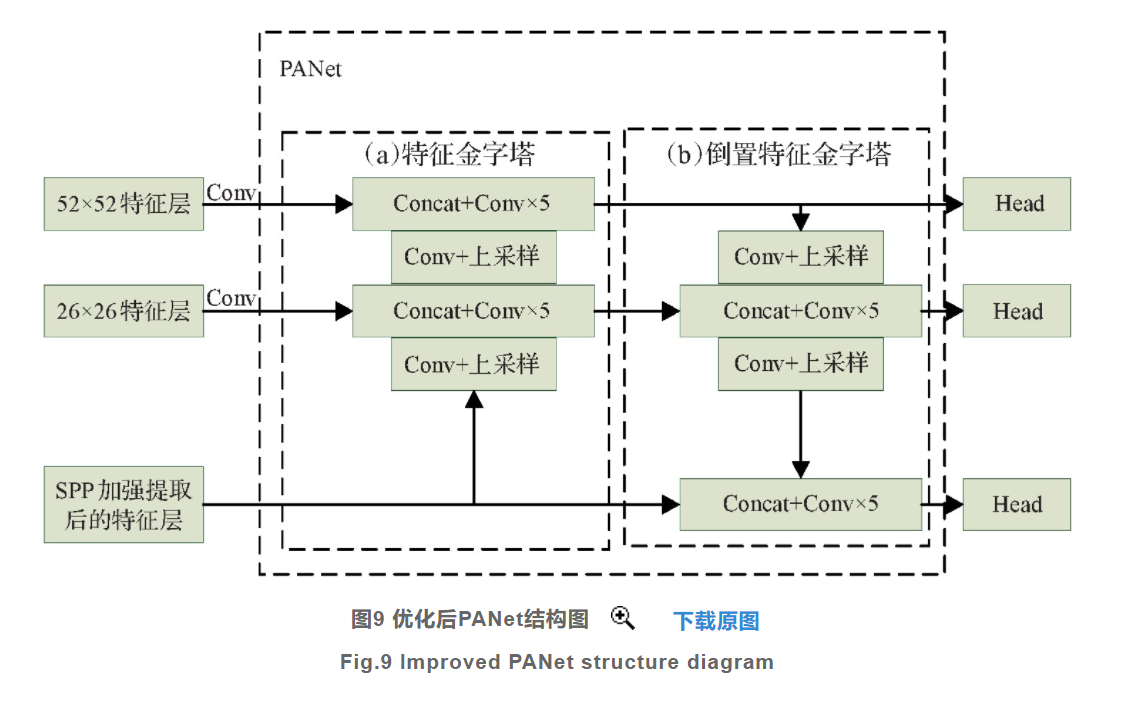 PANet
(a)特征金字塔
(b)倒置特征金字塔
52×52特征层
Conv
Concat+Conv×5
Head
Conv+上采样
Conv+上采样
26×26特征层
Conv
Concat+Conv×5
Concat+Conv×5
Head
Conv+上采样
Conv+上采样
SPP加强提取
后的特征层
Concat+Conv×5
Head
图9 优化后PANet结构图
下载原图
Fig.9 Improved PANet structure diagram